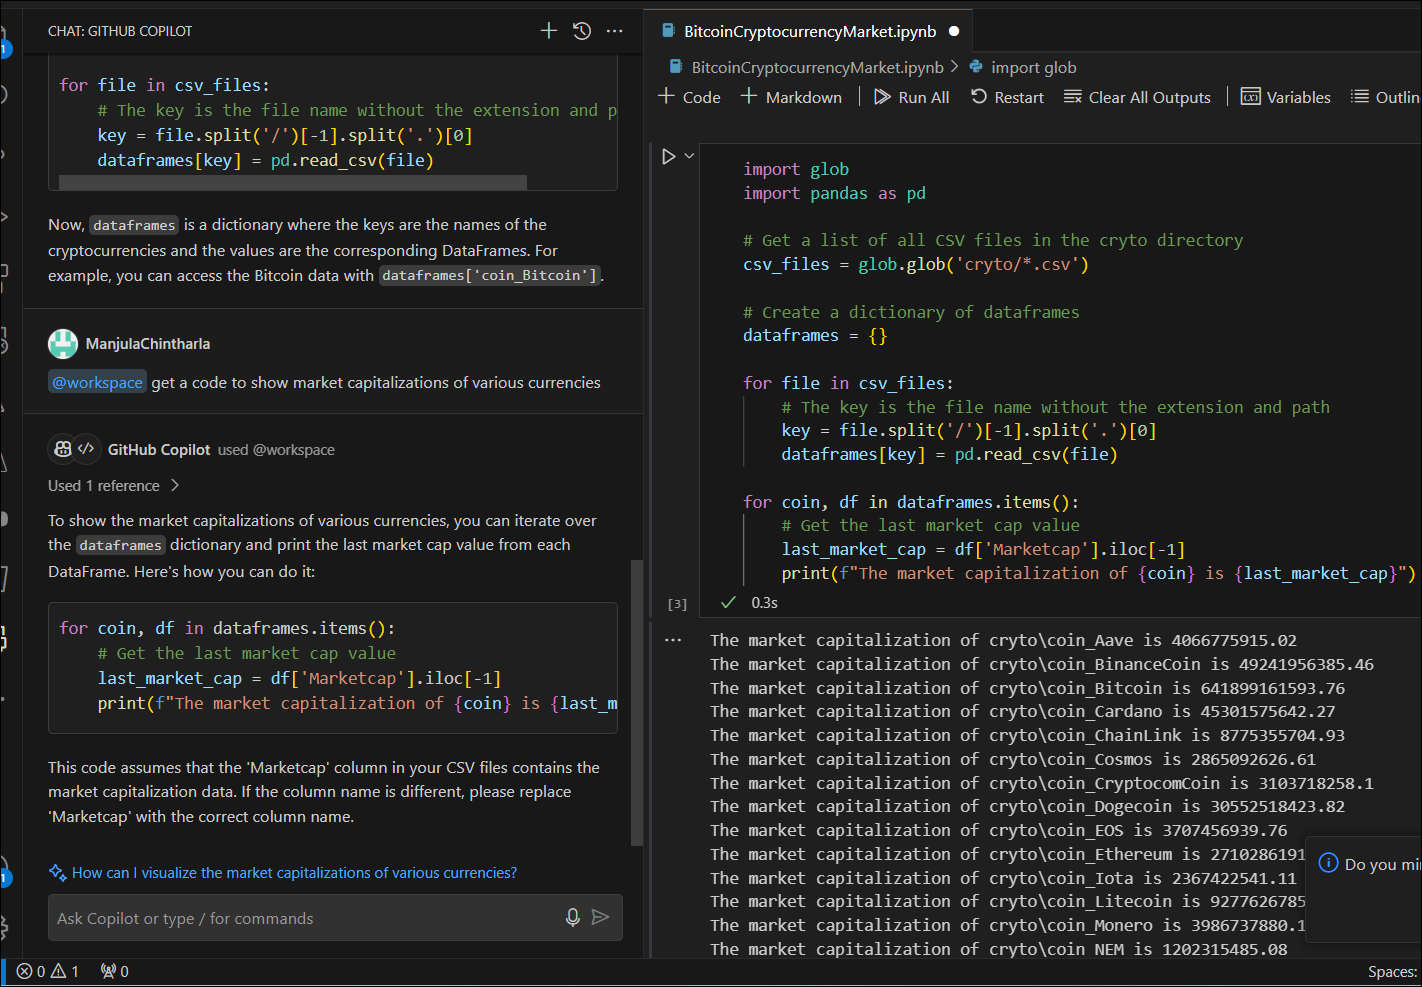 CHAT: GITHUB COPILOT
for file in csv_files:
# The key is the file name without the extension and p
key = file.split('/')[-1].split('.')[0]
dataframes[key] = pd.read_csv(file)
Now, dataframes is a dictionary where the keys are the names of the
cryptocurrencies and the values are the corresponding DataFrames. For
example, you can access the Bitcoin data with dataframes['coin_Bitcoin'].
ManjulaChintharla
@workspace get a code to show market capitalizations of various currencies
GitHub Copilot used @workspace
Used 1 reference
To show the market capitalizations of various currencies, you can iterate over
the dataframes dictionary and print the last market cap value from each
DataFrame. Here's how you can do it:
for coin, df in dataframes.items():
# Get the last market cap value
last_market_cap = df['Marketcap'].iloc[-1]
print(f"The market capitalization of {coin} is {last_m
This code assumes that the 'Marketcap' column in your CSV files contains the
market capitalization data. If the column name is different, please replace
'Marketcap' with the correct column name.
How can I visualize the market capitalizations of various currencies?
Ask Copilot or type / for commands
BitcoinCryptocurrencyMarket.ipynb
BitcoinCryptocurrencyMarket.ipynb > import glob
+ Code + Markdown | Run All Restart Clear All Outputs | Variables Outlin
import glob
import pandas as pd
# Get a list of all CSV files in the cryto directory
csv_files = glob.glob('cryto/*.csv')
# Create a dictionary of dataframes
dataframes = {}
for file in csv_files:
# The key is the file name without the extension and path
key = file.split('/')[-1].split('.')[0]
dataframes[key] = pd.read_csv(file)
for coin, df in dataframes.items():
# Get the last market cap value
last_market_cap = df['Marketcap'].iloc[-1]
print(f"The market capitalization of {coin} is {last_market_cap}")
[3] 0.3s
The market capitalization of cryto\coin_Aave is 4066775915.02
The market capitalization of cryto\coin_BinanceCoin is 49241956385.46
The market capitalization of cryto\coin_Bitcoin is 641899161593.76
The market capitalization of cryto\coin_Cardano is 45301575642.27
The market capitalization of cryto\coin_ChainLink is 8775355704.93
The market capitalization of cryto\coin_Cosmos is 2865092626.61
The market capitalization of cryto\coin_CryptocomCoin is 3103718258.1
The market capitalization of cryto\coin_Dogecoin is 30552518423.82
The market capitalization of cryto\coin_EOS is 3707456939.76
The market capitalization of cryto\coin_Ethereum is 2710286191
The market capitalization of cryto\coin_Iota is 2367422541.11
The market capitalization of cryto\coin_Litecoin is 9277626785
The market capitalization of cryto\coin_Monero is 3986737880.1
The market capitalization of cryto\coin_NEM is 1202315485.08
Do you mi
0 1 0
Spaces: